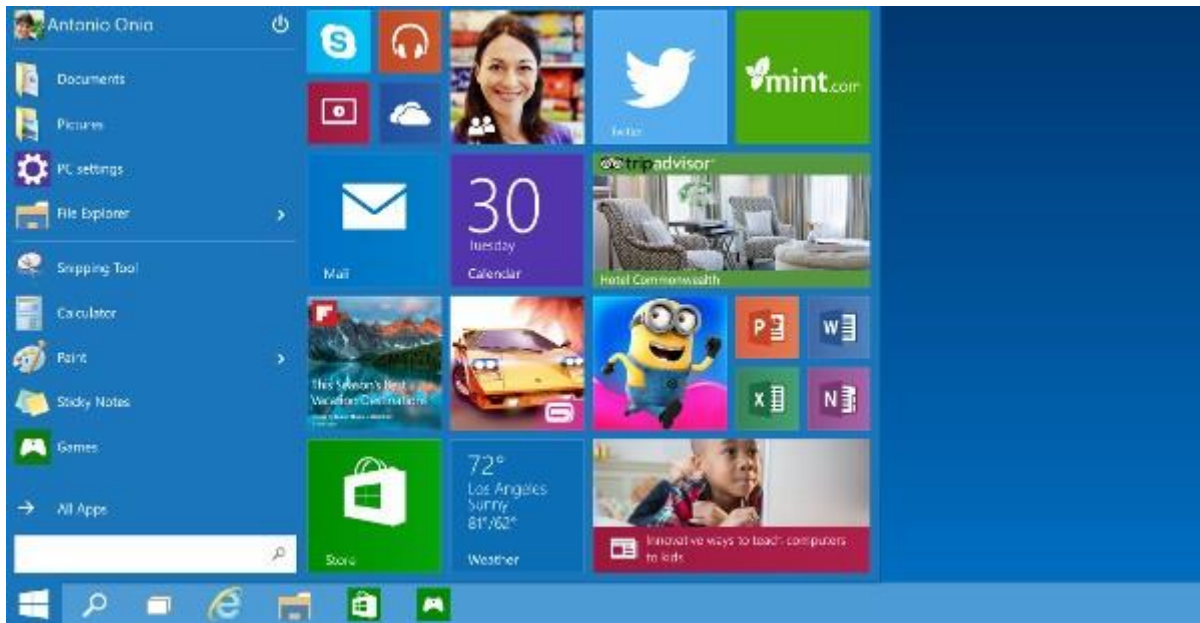 Antonio Onio
Documents
Pictures
PC settings
File Explorer
Snipping Tool
Calculator
Paint
Sticky Notes
Games
All Apps
S
Twitter
mint.com
Mail
30
Tuesday
Calendar
tripadvisor
Hotel Commonwealth
This Season's Best
Vacation Destinations
P
W
X
N
Store
72°
Los Angeles
Sunny
81°/62°
Weather
Innovative ways to teach computers
to kids